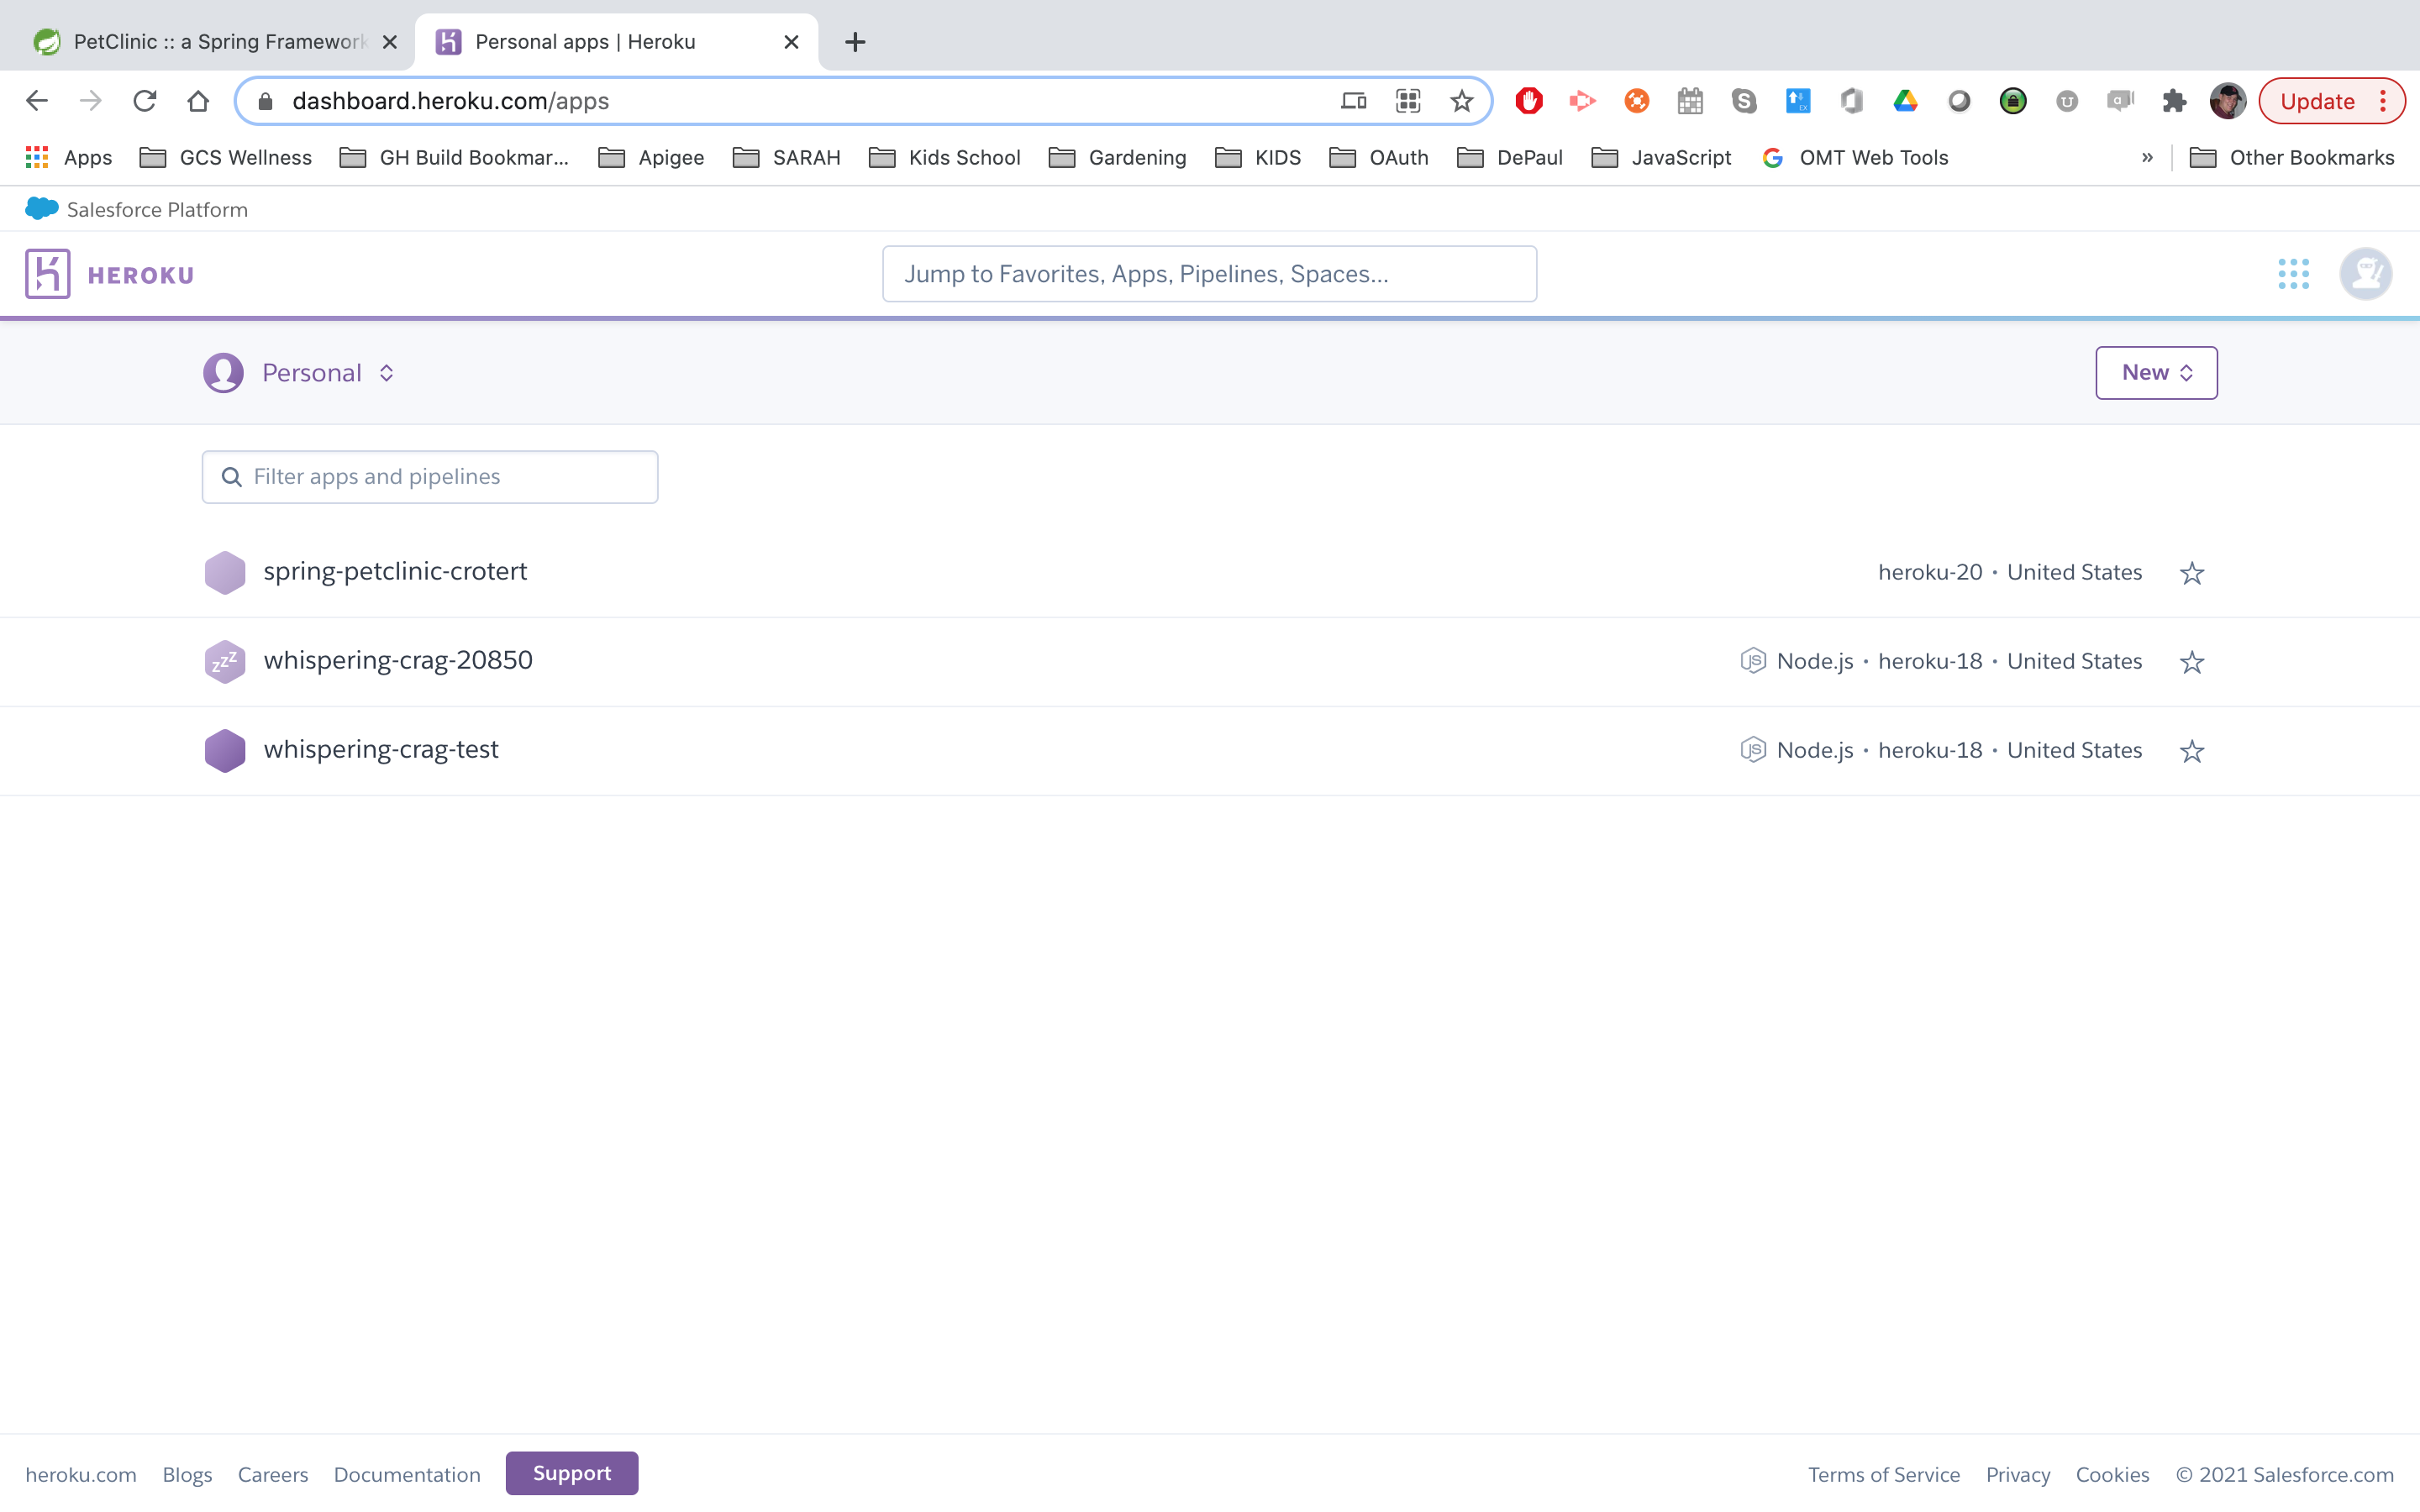 PetClinic :: a Spring Framework
Personal apps | Heroku
dashboard.heroku.com/apps
Update
Apps
GCS Wellness
GH Build Bookmar...
Apigee
SARAH
Kids School
Gardening
KIDS
OAuth
DePaul
JavaScript
OMT Web Tools
»
Other Bookmarks
Salesforce Platform
HEROKU
Jump to Favorites, Apps, Pipelines, Spaces...
Personal
New
Filter apps and pipelines
spring-petclinic-crotert
heroku-20 • United States
zzZ
whispering-crag-20850
JS Node.js • heroku-18 • United States
whispering-crag-test
JS Node.js • heroku-18 • United States
heroku.com Blogs Careers Documentation Support
Terms of Service Privacy Cookies © 2021 Salesforce.com